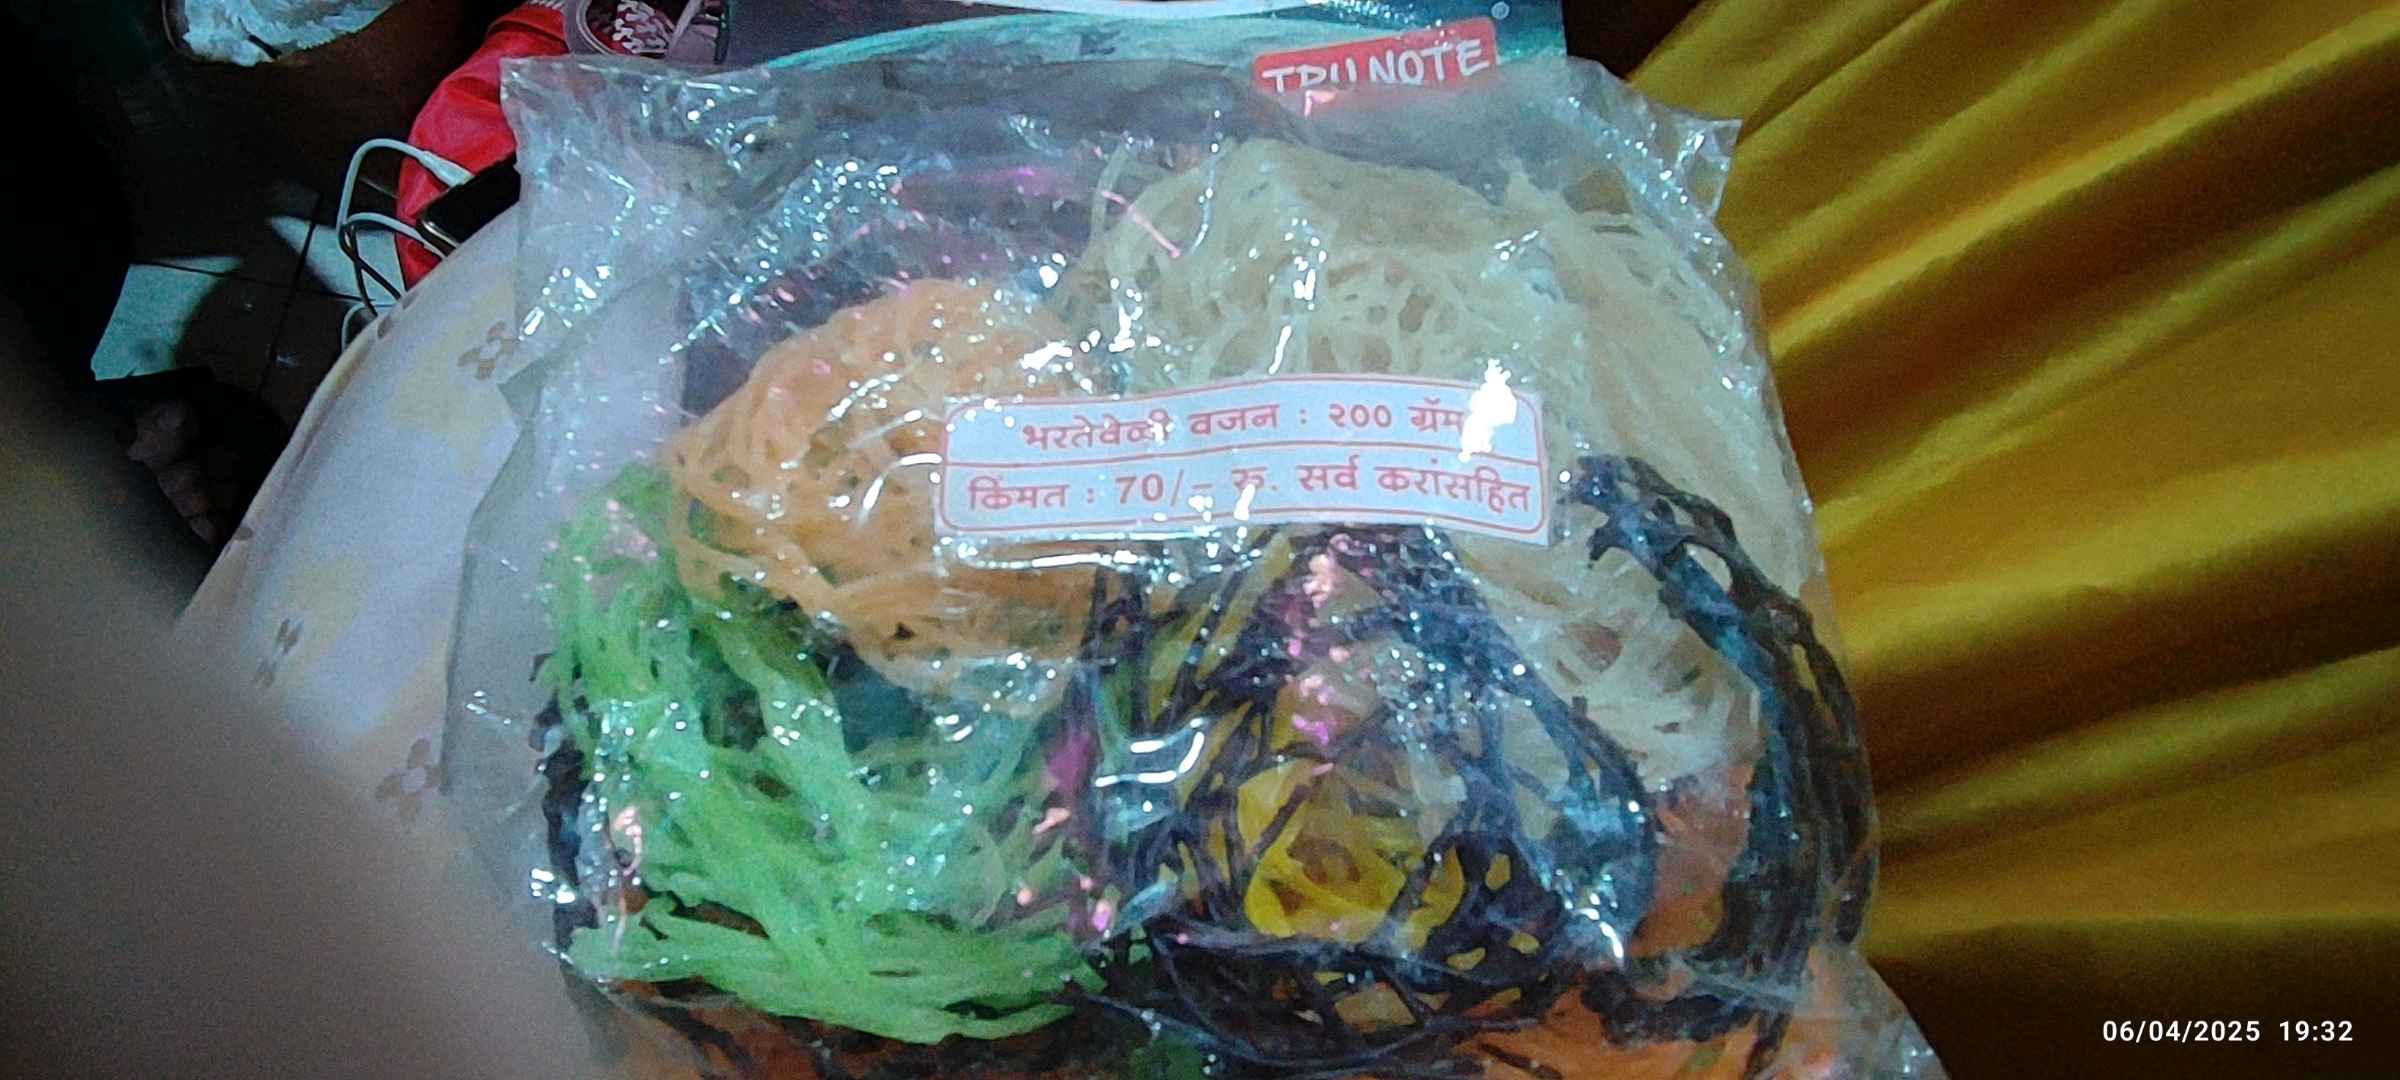 TRU NOTE
भरतेवेळी वजन : २०० ग्रॅम
किंमत : 70/- रु. सर्व करांसहित
06/04/2025 19:32